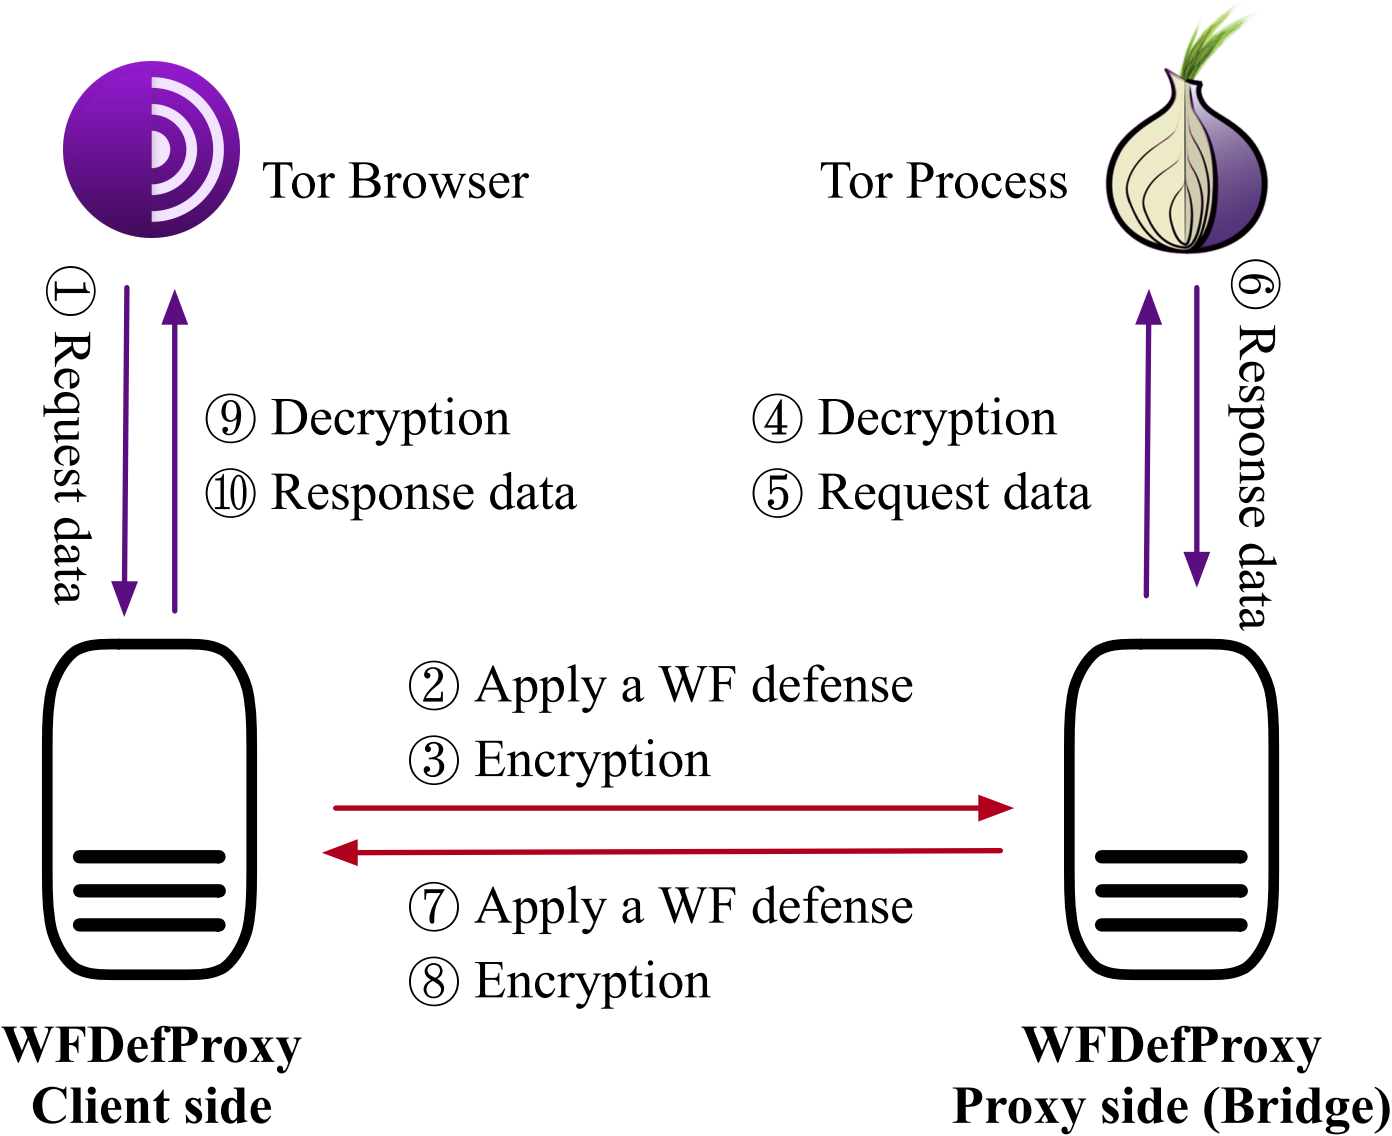 Tor Browser
Tor Process
① Request data
⑨ Decryption
⑩ Response data
④ Decryption
⑤ Request data
⑥ Response data
② Apply a WF defense
③ Encryption
⑦ Apply a WF defense
⑧ Encryption
WFDefProxy
Client side
WFDefProxy
Proxy side (Bridge)